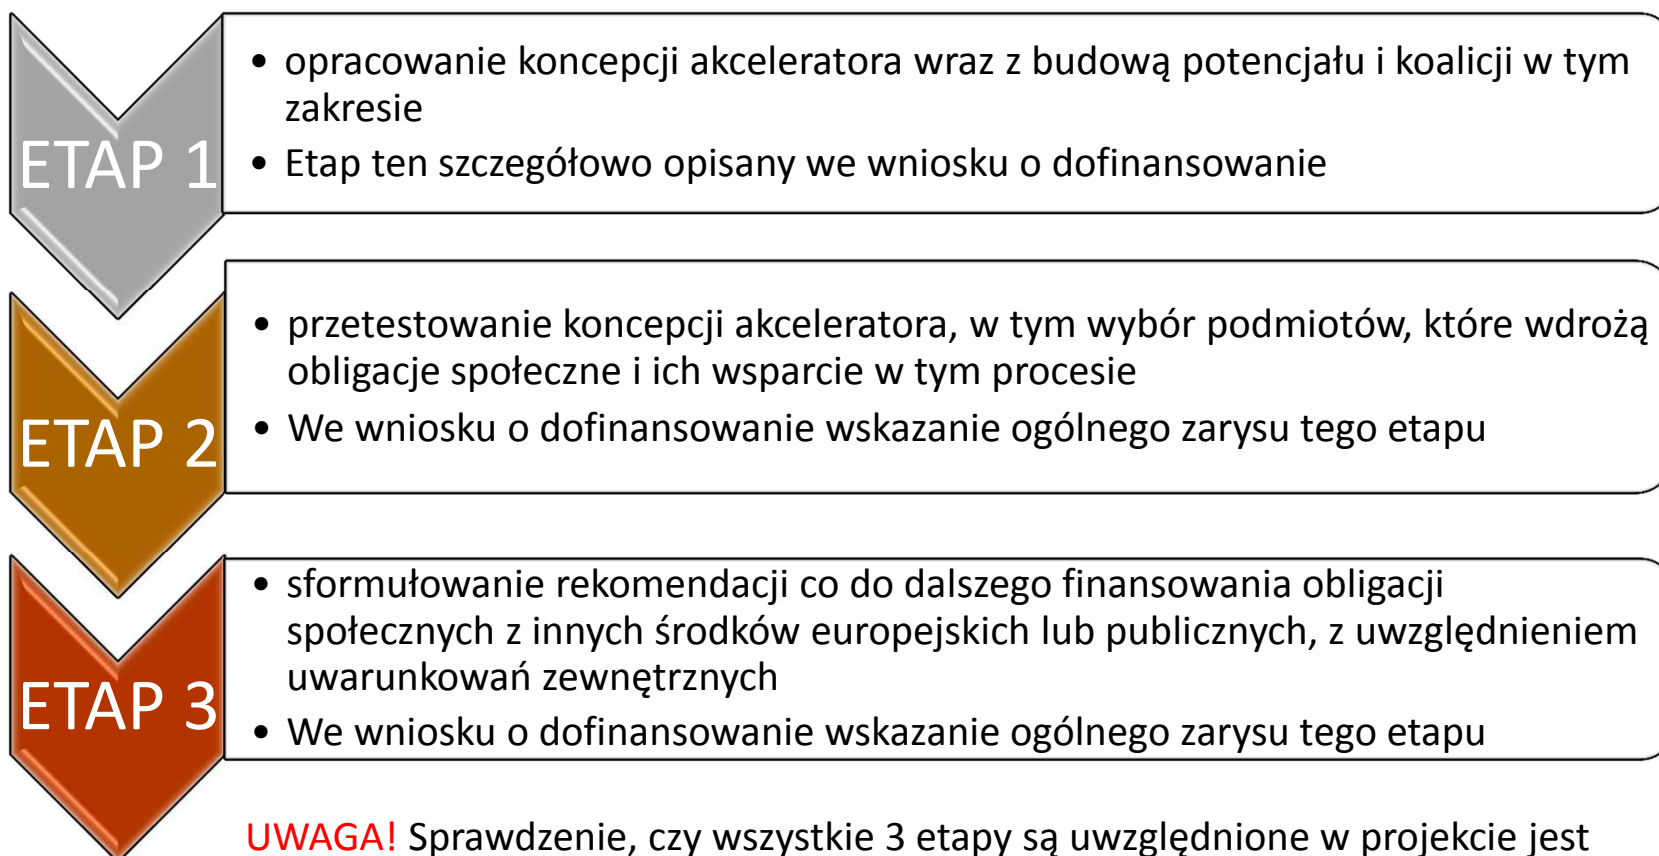 ETAP 1
• opracowanie koncepcji akceleratora wraz z budową potencjału i koalicji w tym
zakresie
• Etap ten szczegółowo opisany we wniosku o dofinansowanie
ETAP 2
• przetestowanie koncepcji akceleratora, w tym wybór podmiotów, które wdrożą
obligacje społeczne i ich wsparcie w tym procesie
• We wniosku o dofinansowanie wskazanie ogólnego zarysu tego etapu
ETAP 3
• sformułowanie rekomendacji co do dalszego finansowania obligacji
społecznych z innych środków europejskich lub publicznych, z uwzględnieniem
uwarunkowań zewnętrznych
• We wniosku o dofinansowanie wskazanie ogólnego zarysu tego etapu
UWAGA! Sprawdzenie, czy wszystkie 3 etapy są uwzględnione w projekcie jest